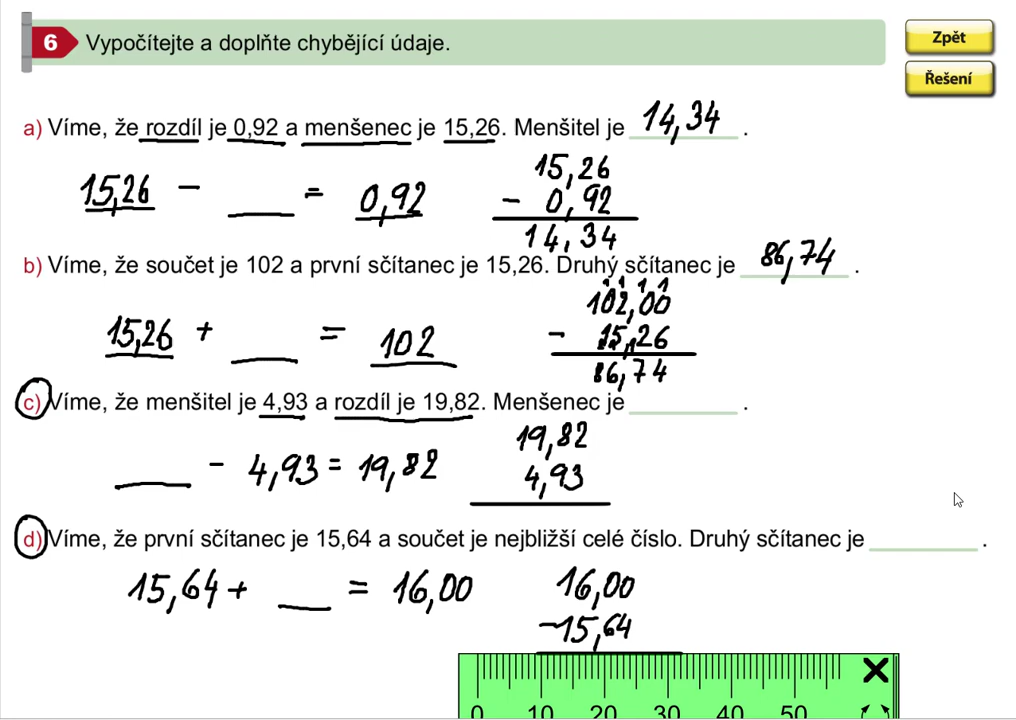 6 Vypočítejte a doplňte chybějící údaje.
Zpět
Řešení
a) Víme, že rozdíl je 0,92 a menšenec je 15,26. Menšitel je 14,34 .
15,26 - ___ = 0,92
15,26
- 0,92
14,34
b) Víme, že součet je 102 a první sčítanec je 15,26. Druhý sčítanec je 86,74 .
15,26 + ___ = 102
1 1 1 1
102,00
- 15,26
86,74
c) Víme, že menšitel je 4,93 a rozdíl je 19,82. Menšenec je ___ .
___ - 4,93 = 19,82
19,82
4,93
d) Víme, že první sčítanec je 15,64 a součet je nejbližší celé číslo. Druhý sčítanec je ___ .
15,64 + ___ = 16,00
16,00
-15,64
0 10 20 30 40 50